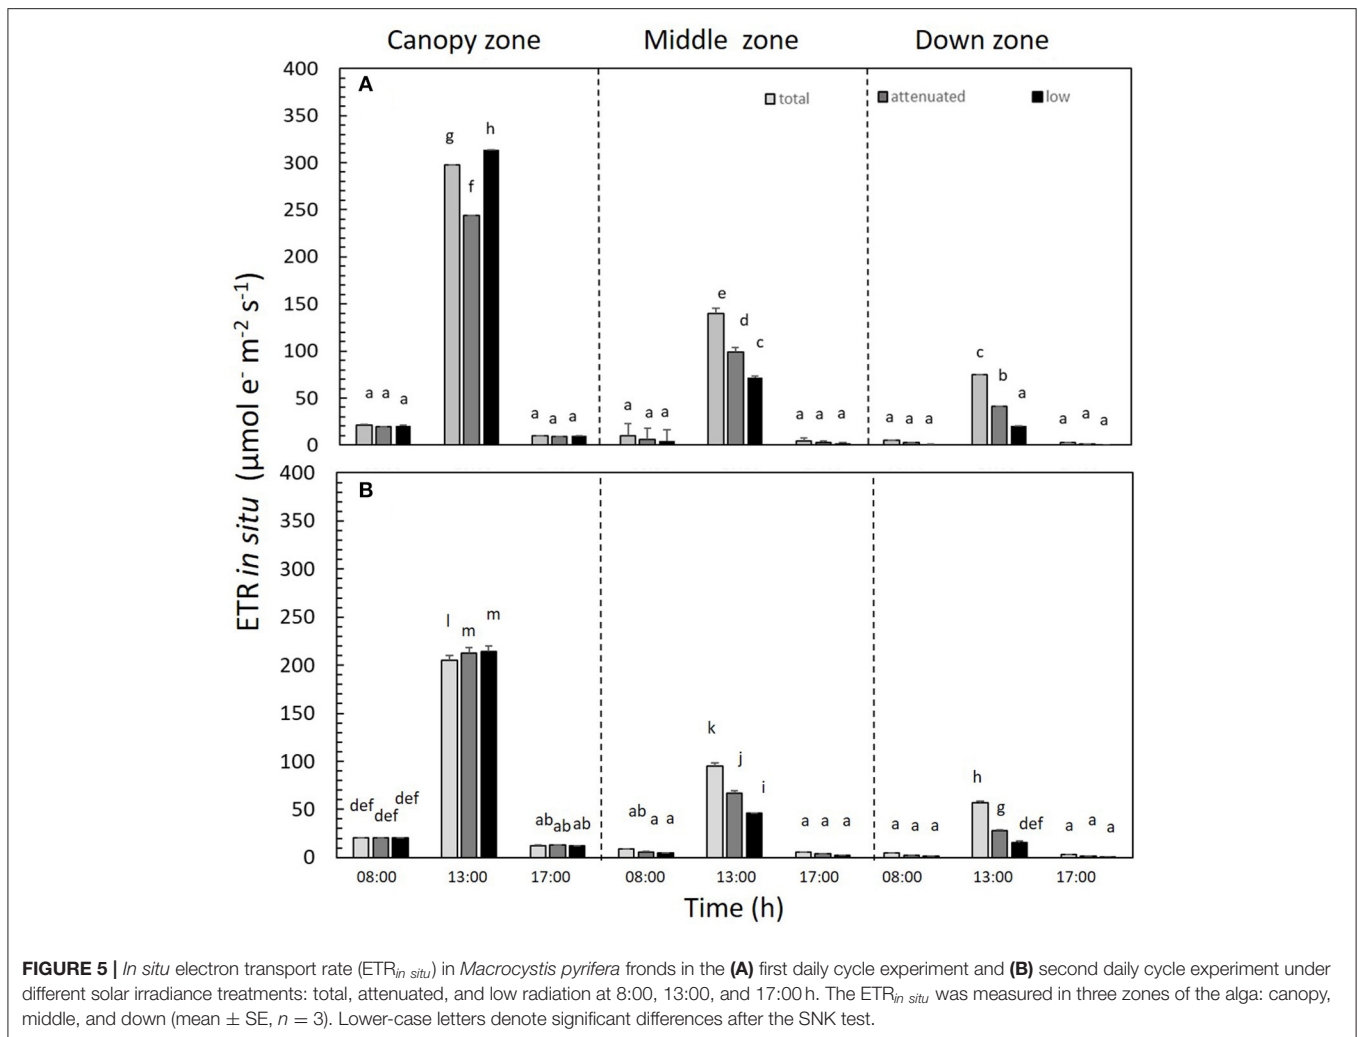 Canopy zone Middle zone Down zone
A
total attenuated low
400
350
300
250
200
150
100
50
0
g f h
e d c
c b a
a a a a a a
a a a a a a
a a a a a a
B
400
350
300
250
200
150
100
50
0
l m m
k j i
h g def
def def def ab ab ab
ab a a a a a
a a a a a a
ETR in situ (µmol e- m-2 s-1)
08:00 13:00 17:00 08:00 13:00 17:00 08:00 13:00 17:00
Time (h)
FIGURE 5 | In situ electron transport rate (ETRin situ) in Macrocystis pyrifera fronds in the (A) first daily cycle experiment and (B) second daily cycle experiment under
different solar irradiance treatments: total, attenuated, and low radiation at 8:00, 13:00, and 17:00 h. The ETRin situ was measured in three zones of the alga: canopy,
middle, and down (mean ± SE, n = 3). Lower-case letters denote significant differences after the SNK test.